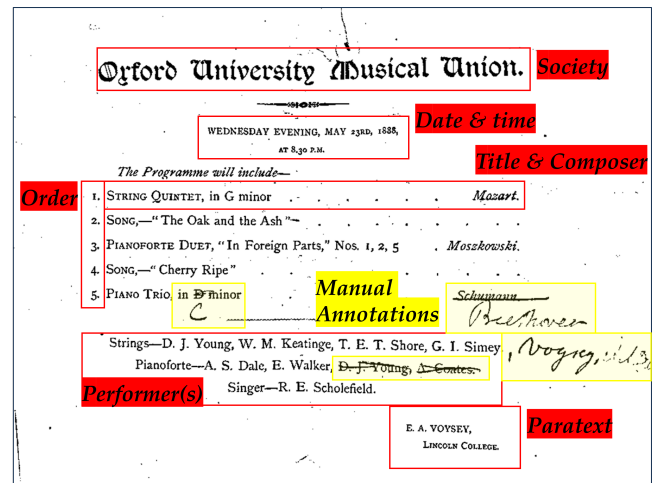 Oxford University Musical Union. Society
WEDNESDAY EVENING, MAY 23RD, 1888, Date & time
AT 8.30 P.M.
Title & Composer
The Programme will include—
Order 1. STRING QUINTET, in G minor . . . . . Mozart.
2. SONG,—"The Oak and the Ash"— . . . . . .
3. PIANOFORTE DUET, "In Foreign Parts," Nos. 1, 2, 5 . Moszkowski.
4. SONG,—"Cherry Ripe" . . . . . . .
5. PIANO TRIO, in D minor Manual Schumann
C Annotations Beethoven
Strings—D. J. Young, W. M. Keatinge, T. E. T. Shore, G. I. Simey, Voysey,
Pianoforte—A. S. Dale, E. Walker, D. J. Young, A. Coates.
Performer(s) Singer—R. E. Scholefield.
E. A. VOYSEY, Paratext
LINCOLN COLLEGE.